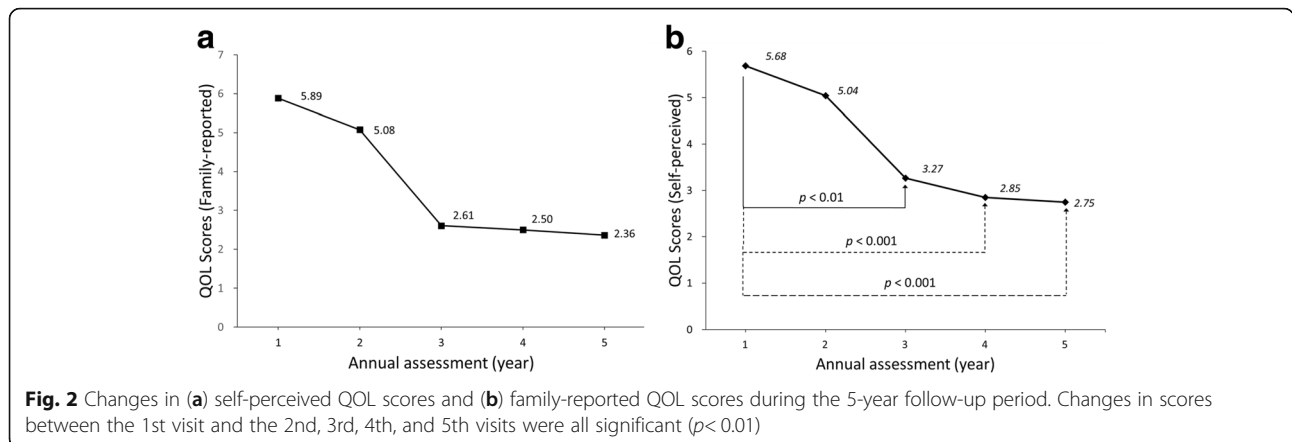 a
7
6
5
4
3
2
1
0
QOL Scores (Family-reported)
5.89
5.08
2.61
2.50
2.36
1 2 3 4 5
Annual assessment (year)
b
6
5
4
3
2
1
0
QOL Scores (Self-perceived)
5.68
5.04
3.27
2.85
2.75
p < 0.01
p < 0.001
p < 0.001
1 2 3 4 5
Annual assessment (year)
Fig. 2 Changes in (a) self-perceived QOL scores and (b) family-reported QOL scores during the 5-year follow-up period. Changes in scores
between the 1st visit and the 2nd, 3rd, 4th, and 5th visits were all significant (p< 0.01)